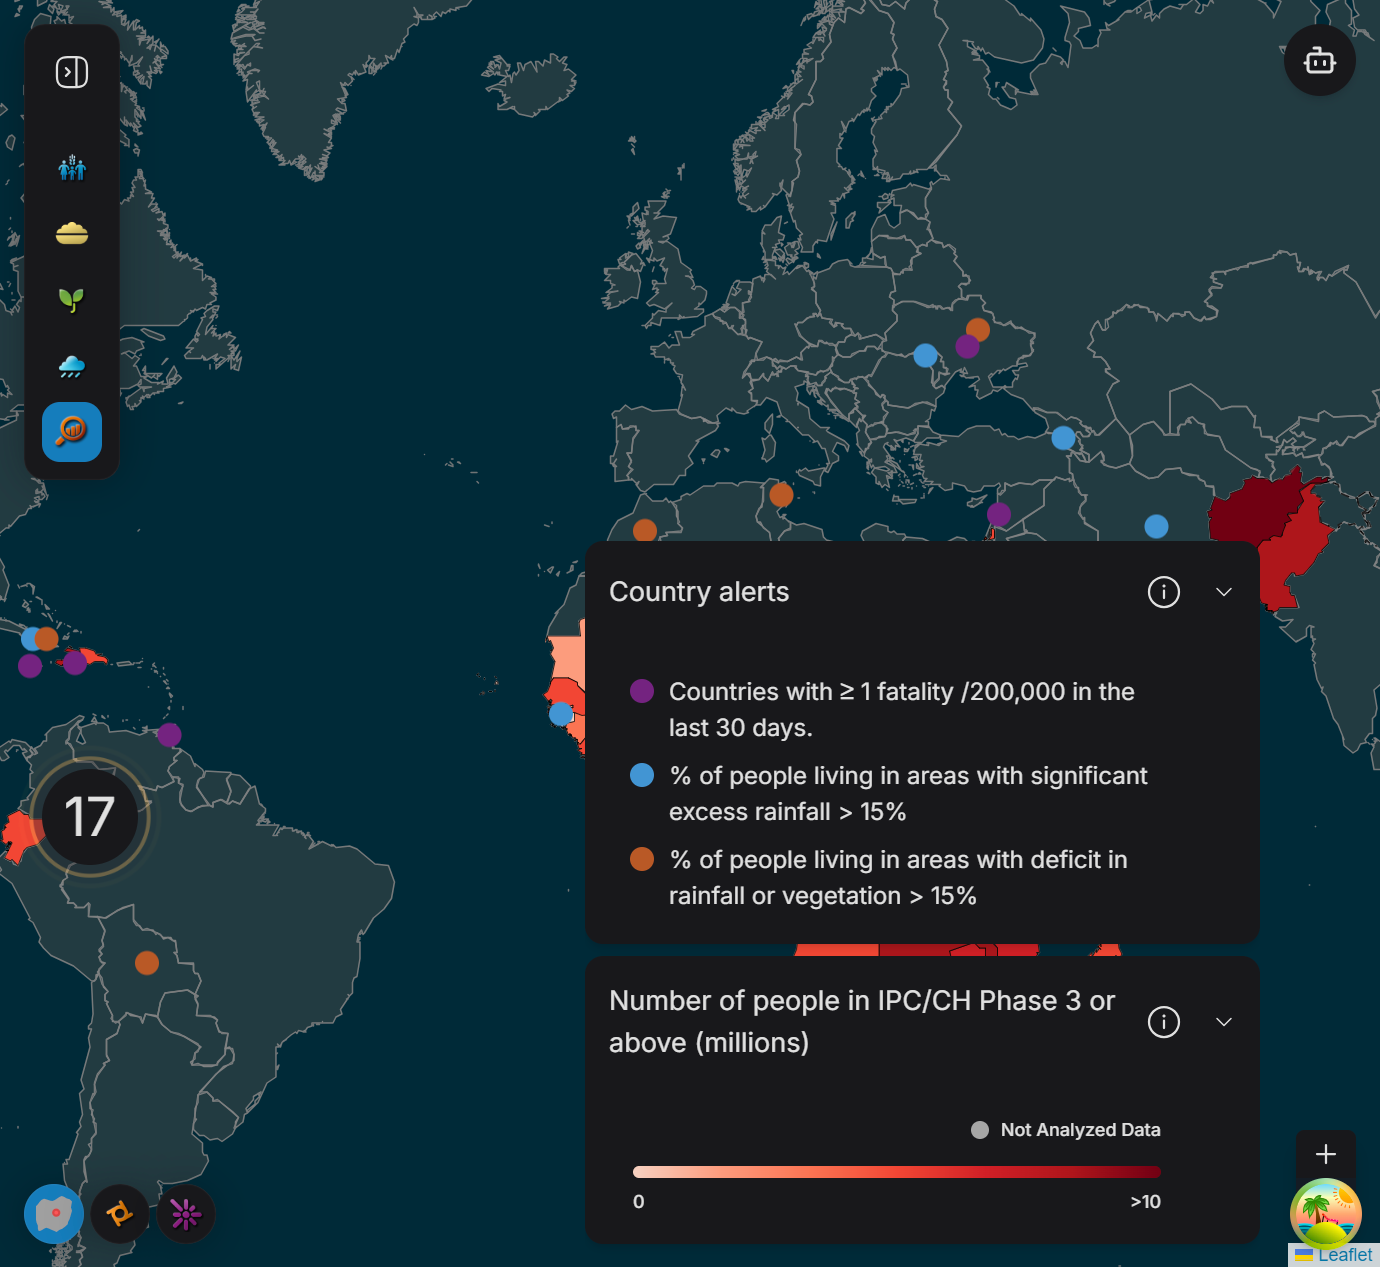 Country alerts
Countries with ≥ 1 fatality /200,000 in the
last 30 days.
% of people living in areas with significant
excess rainfall > 15%
% of people living in areas with deficit in
rainfall or vegetation > 15%
17
Number of people in IPC/CH Phase 3 or
above (millions)
Not Analyzed Data
0
>10
Leaflet